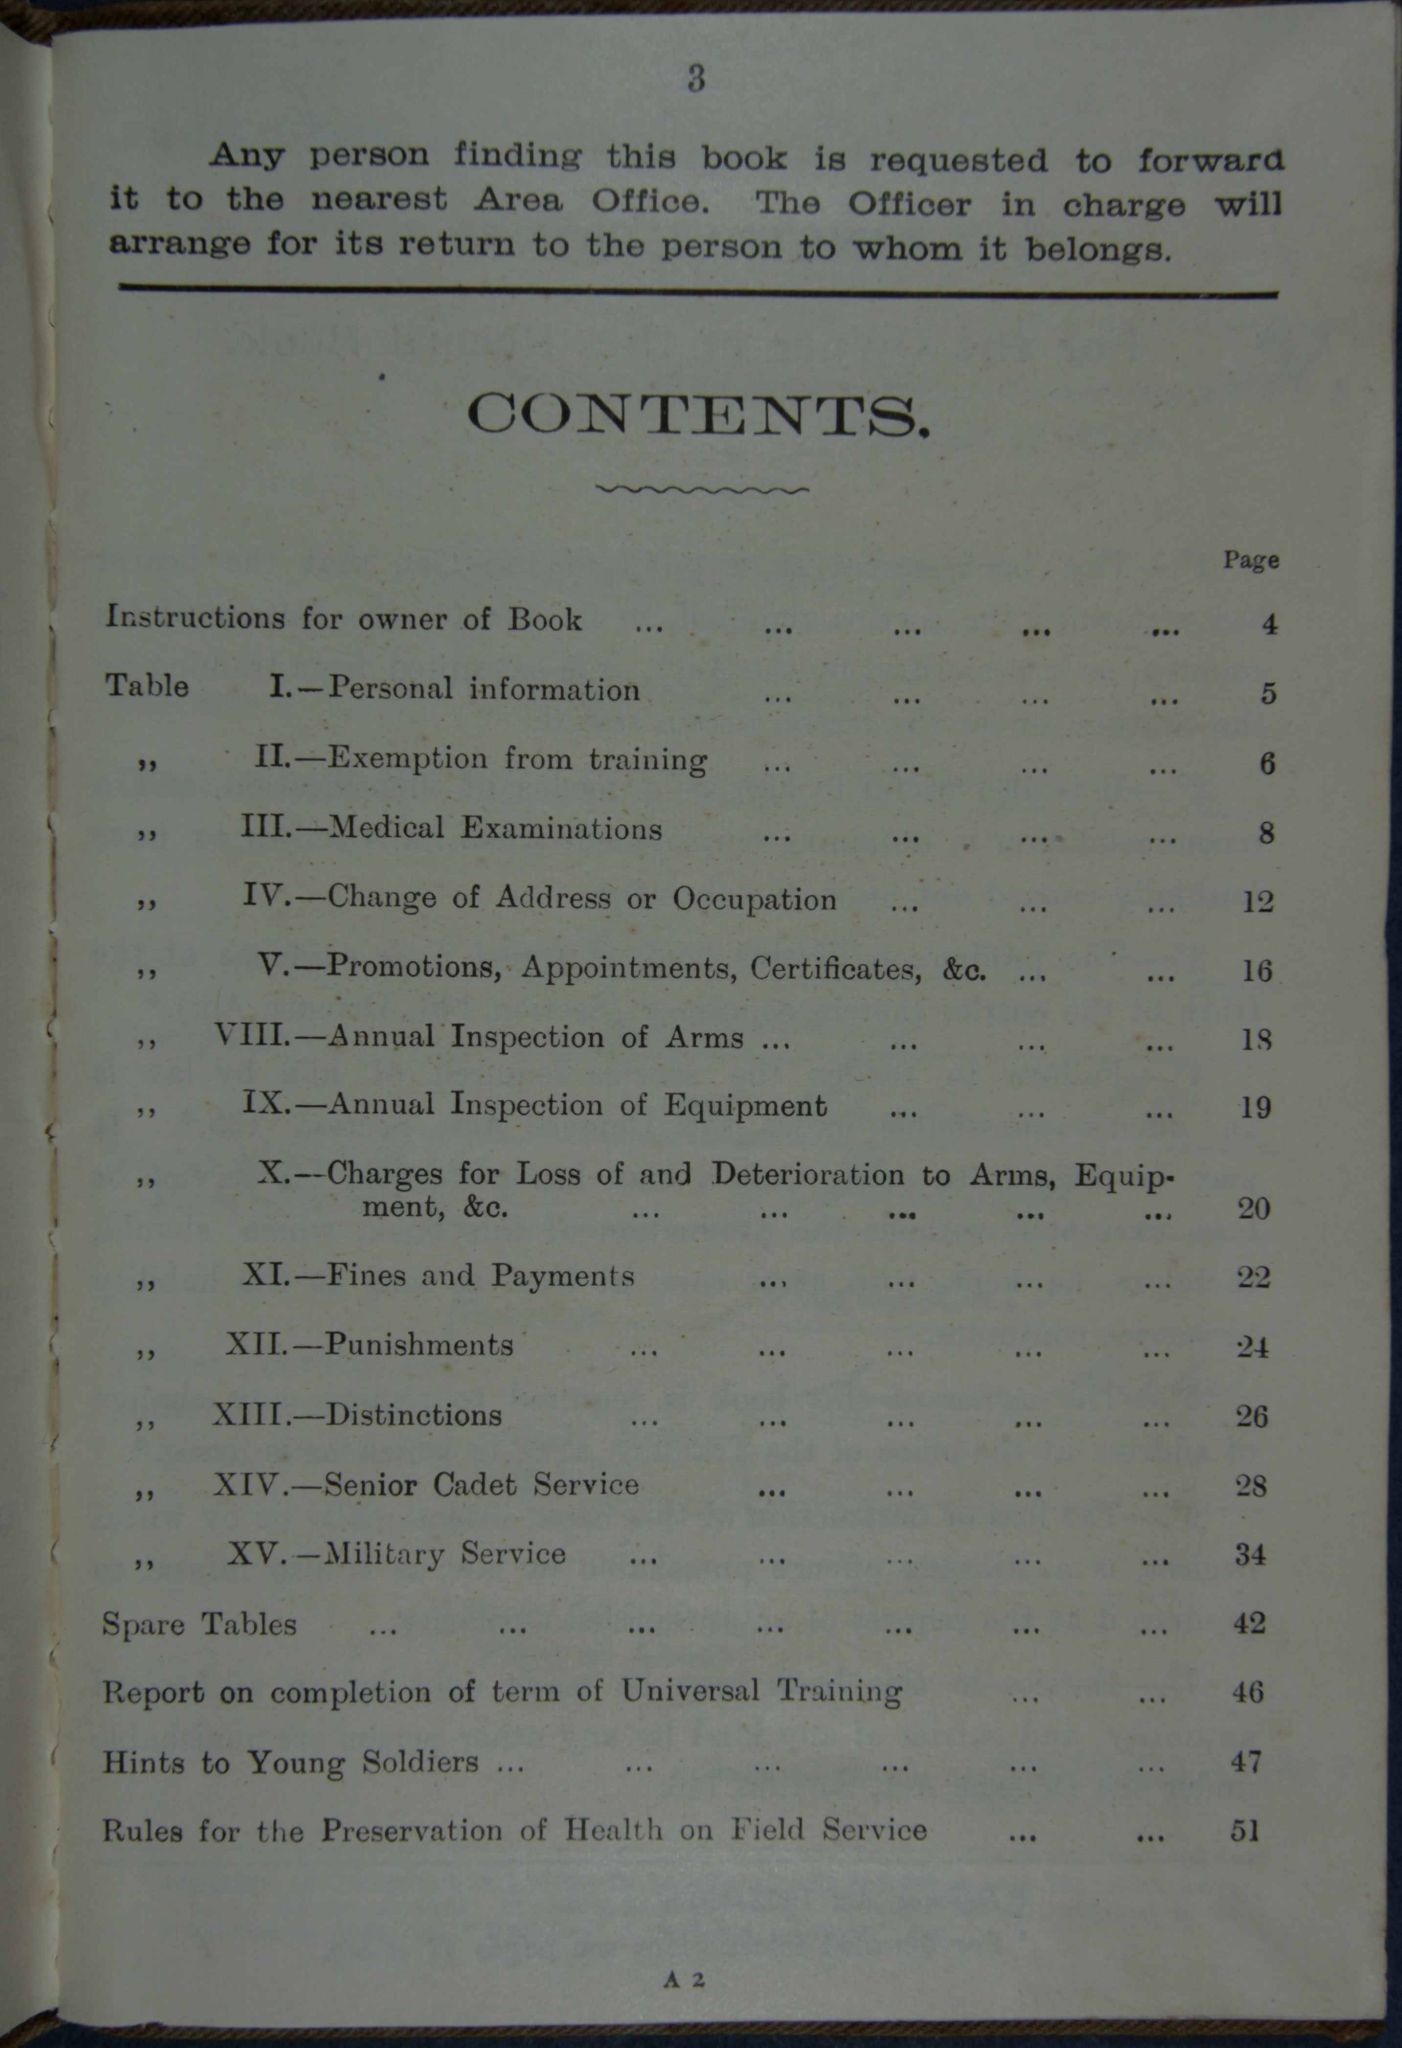 3
Any person finding this book is requested to forward
it to the nearest Area Office. The Officer in charge will
arrange for its return to the person to whom it belongs.
CONTENTS.
Page
Instructions for owner of Book ... ... ... ... ... 4
Table I.—Personal information ... ... ... ... 5
,, II.—Exemption from training ... ... ... ... 6
,, III.—Medical Examinations ... ... ... ... 8
,, IV.—Change of Address or Occupation ... ... ... 12
,, V.—Promotions, Appointments, Certificates, &c. ... ... 16
,, VIII.—Annual Inspection of Arms ... ... ... ... 18
,, IX.—Annual Inspection of Equipment ... ... ... 19
,, X.—Charges for Loss of and Deterioration to Arms, Equip-
ment, &c. ... ... ... ... ... 20
,, XI.—Fines and Payments ... ... ... ... 22
,, XII.—Punishments ... ... ... ... ... 24
,, XIII.—Distinctions ... ... ... ... ... 26
,, XIV.—Senior Cadet Service ... ... ... ... 28
,, XV.—Military Service ... ... ... ... ... 34
Spare Tables ... ... ... ... ... ... ... 42
Report on completion of term of Universal Training ... ... 46
Hints to Young Soldiers ... ... ... ... ... ... 47
Rules for the Preservation of Health on Field Service ... ... 51
A 2